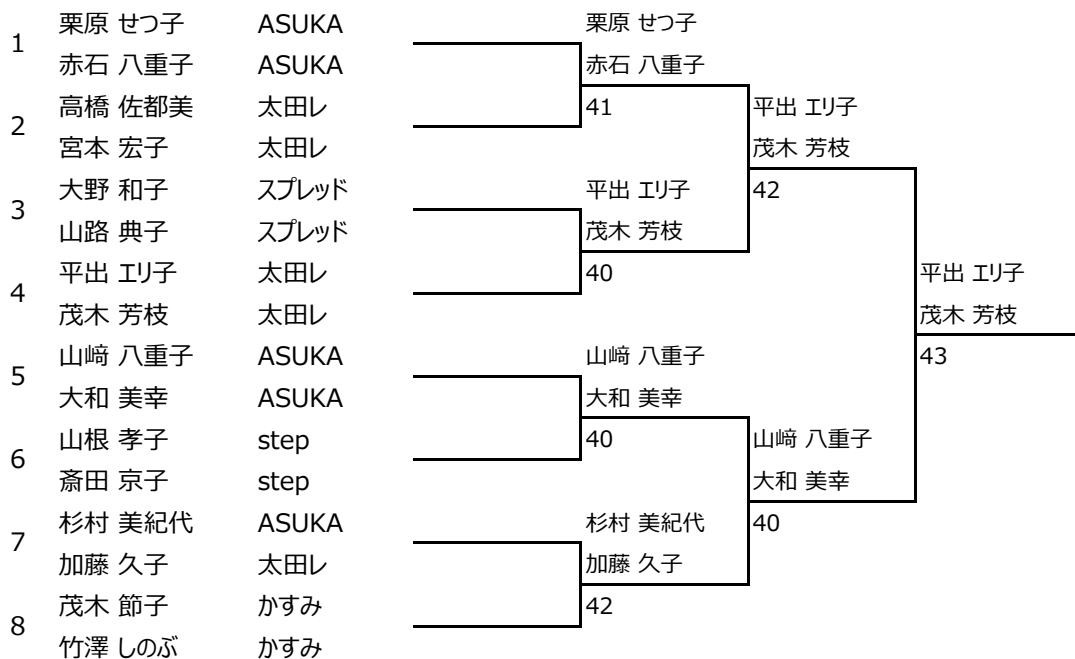 栗原 せつ子 ASUKA 栗原 せつ子
1
赤石 八重子 ASUKA 赤石 八重子
高橋 佐都美 太田レ 41 平出 エリ子
2
宮本 宏子 太田レ 茂木 芳枝
大野 和子 スプレッド 平出 エリ子 42
3
山路 典子 スプレッド 茂木 芳枝
平出 エリ子 太田レ 40 平出 エリ子
4
茂木 芳枝 太田レ 茂木 芳枝
山﨑 八重子 ASUKA 山﨑 八重子 43
5
大和 美幸 ASUKA 大和 美幸
山根 孝子 step 40 山﨑 八重子
6
斎田 京子 step 大和 美幸
杉村 美紀代 ASUKA 杉村 美紀代 40
7
加藤 久子 太田レ 加藤 久子
茂木 節子 かすみ 42
8
竹澤 しのぶ かすみ